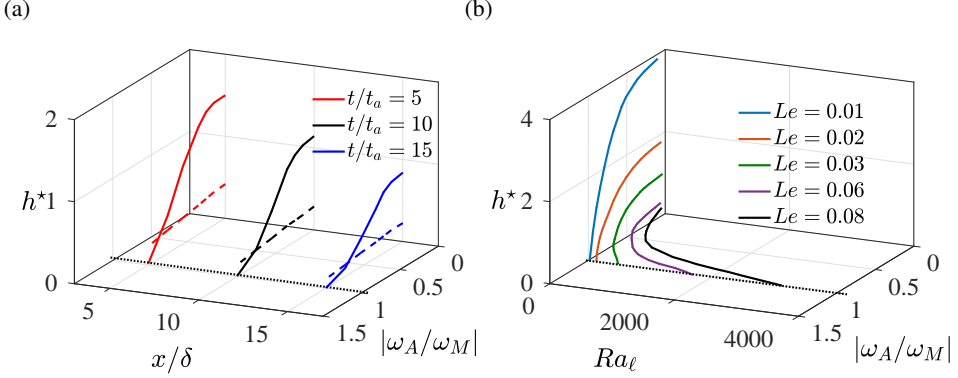 (a)
2
1
0
h⋆
5
10
15
x/δ
1.5
1
0.5
0
|ω_A/ω_M|
t/t_a = 5
t/t_a = 10
t/t_a = 15
(b)
4
2
0
h⋆
0
2000
4000
Ra_ℓ
1.5
1
0.5
0
|ω_A/ω_M|
Le = 0.01
Le = 0.02
Le = 0.03
Le = 0.06
Le = 0.08